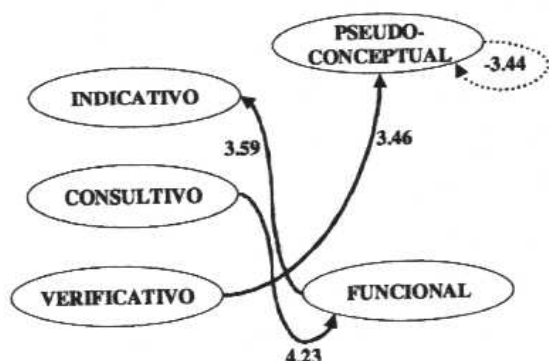 PSEUDO-
CONCEPTUAL
-3.44
INDICATIVO
3.59
3.46
CONSULTIVO
VERIFICATIVO
FUNCIONAL
4.23